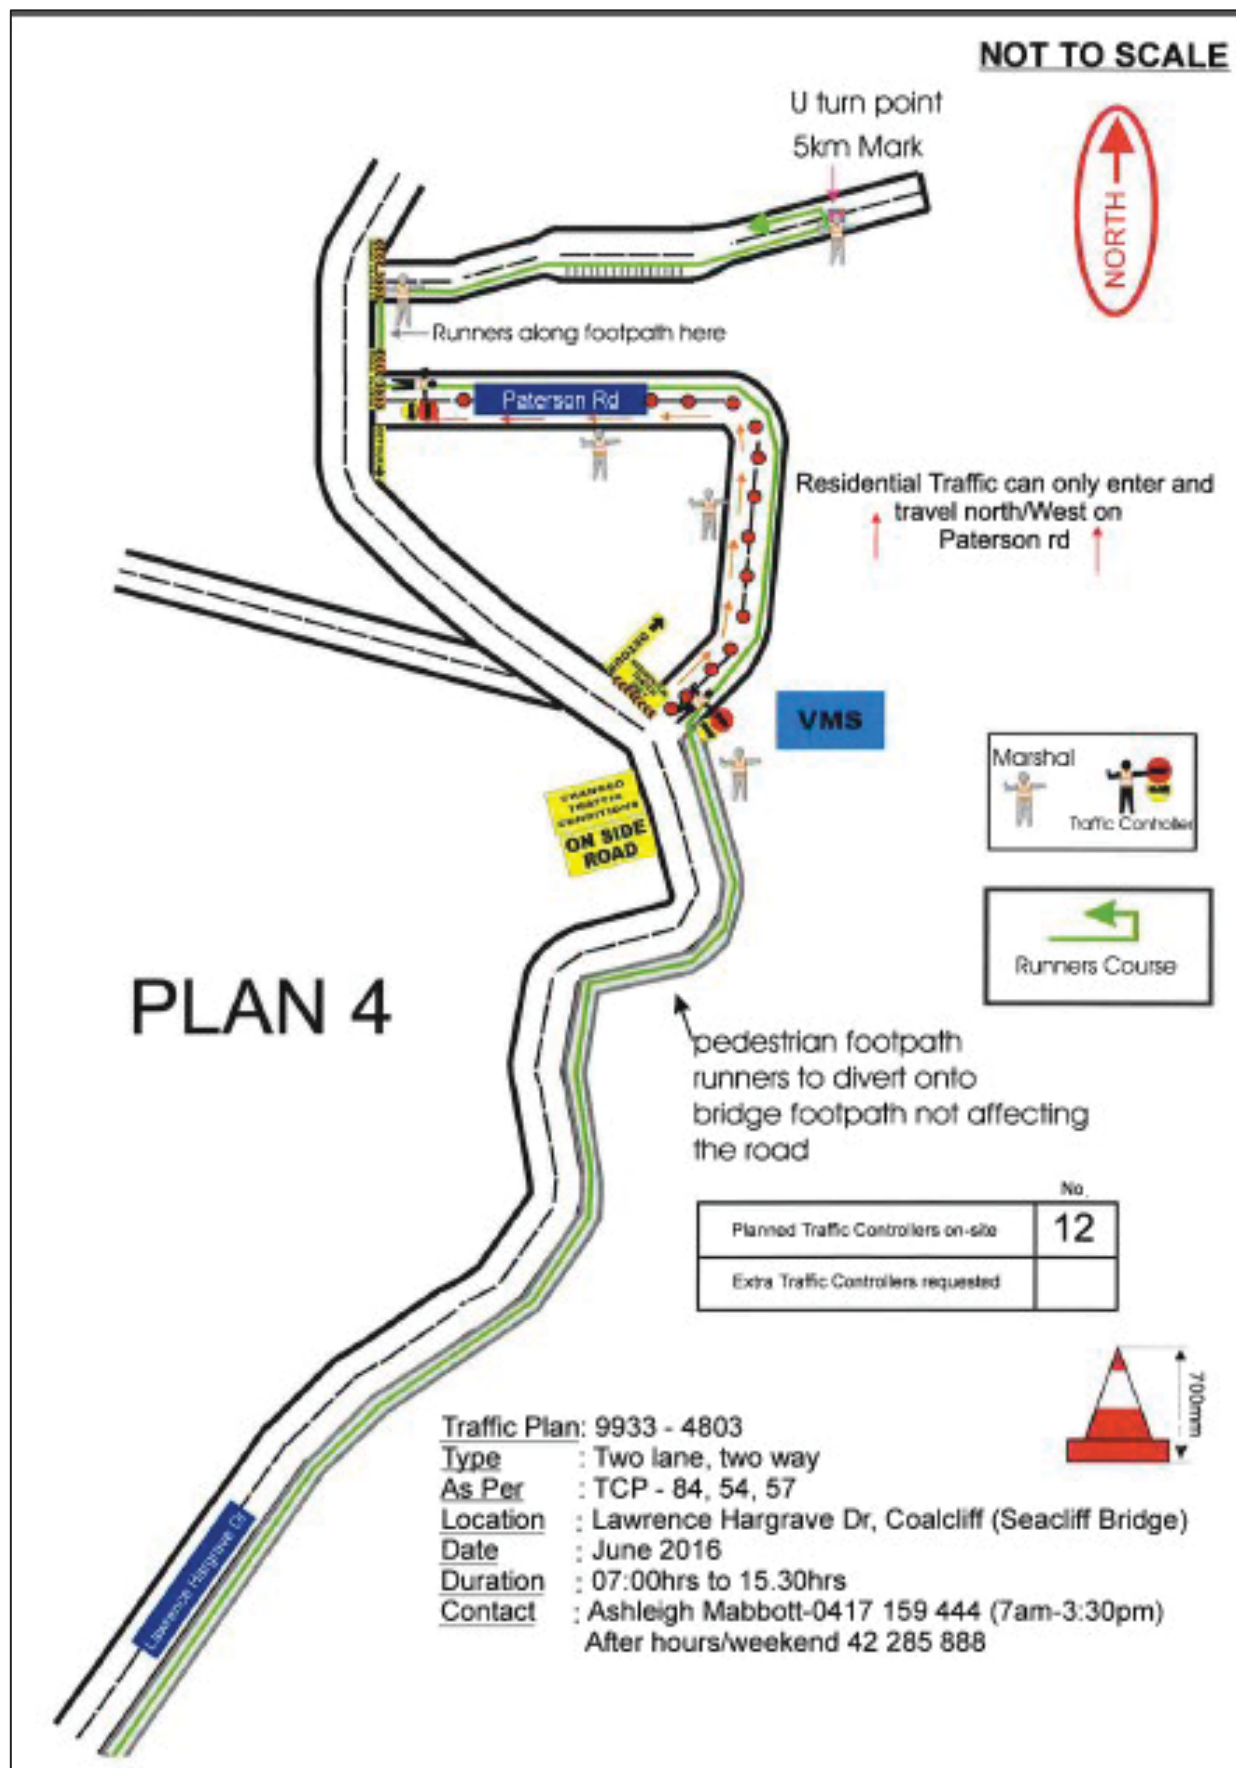 NOT TO SCALE
U turn point
5km Mark
NORTH
Runners along footpath here
Paterson Rd
Residential Traffic can only enter and
travel north/West on
Paterson rd
DETOUR
VMS
CHANGED
TRAFFIC
CONDITIONS
ON SIDE
ROAD
Marshal
Traffic Controller
Runners Course
PLAN 4
pedestrian footpath
runners to divert onto
bridge footpath not affecting
the road
No.
Planned Traffic Controllers on-site 12
Extra Traffic Controllers requested
700mm
Traffic Plan: 9933 - 4803
Type : Two lane, two way
As Per : TCP - 84, 54, 57
Location : Lawrence Hargrave Dr, Coalcliff (Seacliff Bridge)
Date : June 2016
Duration : 07:00hrs to 15.30hrs
Contact : Ashleigh Mabbott-0417 159 444 (7am-3:30pm)
After hours/weekend 42 285 888
Lawrence Hargrave Dr